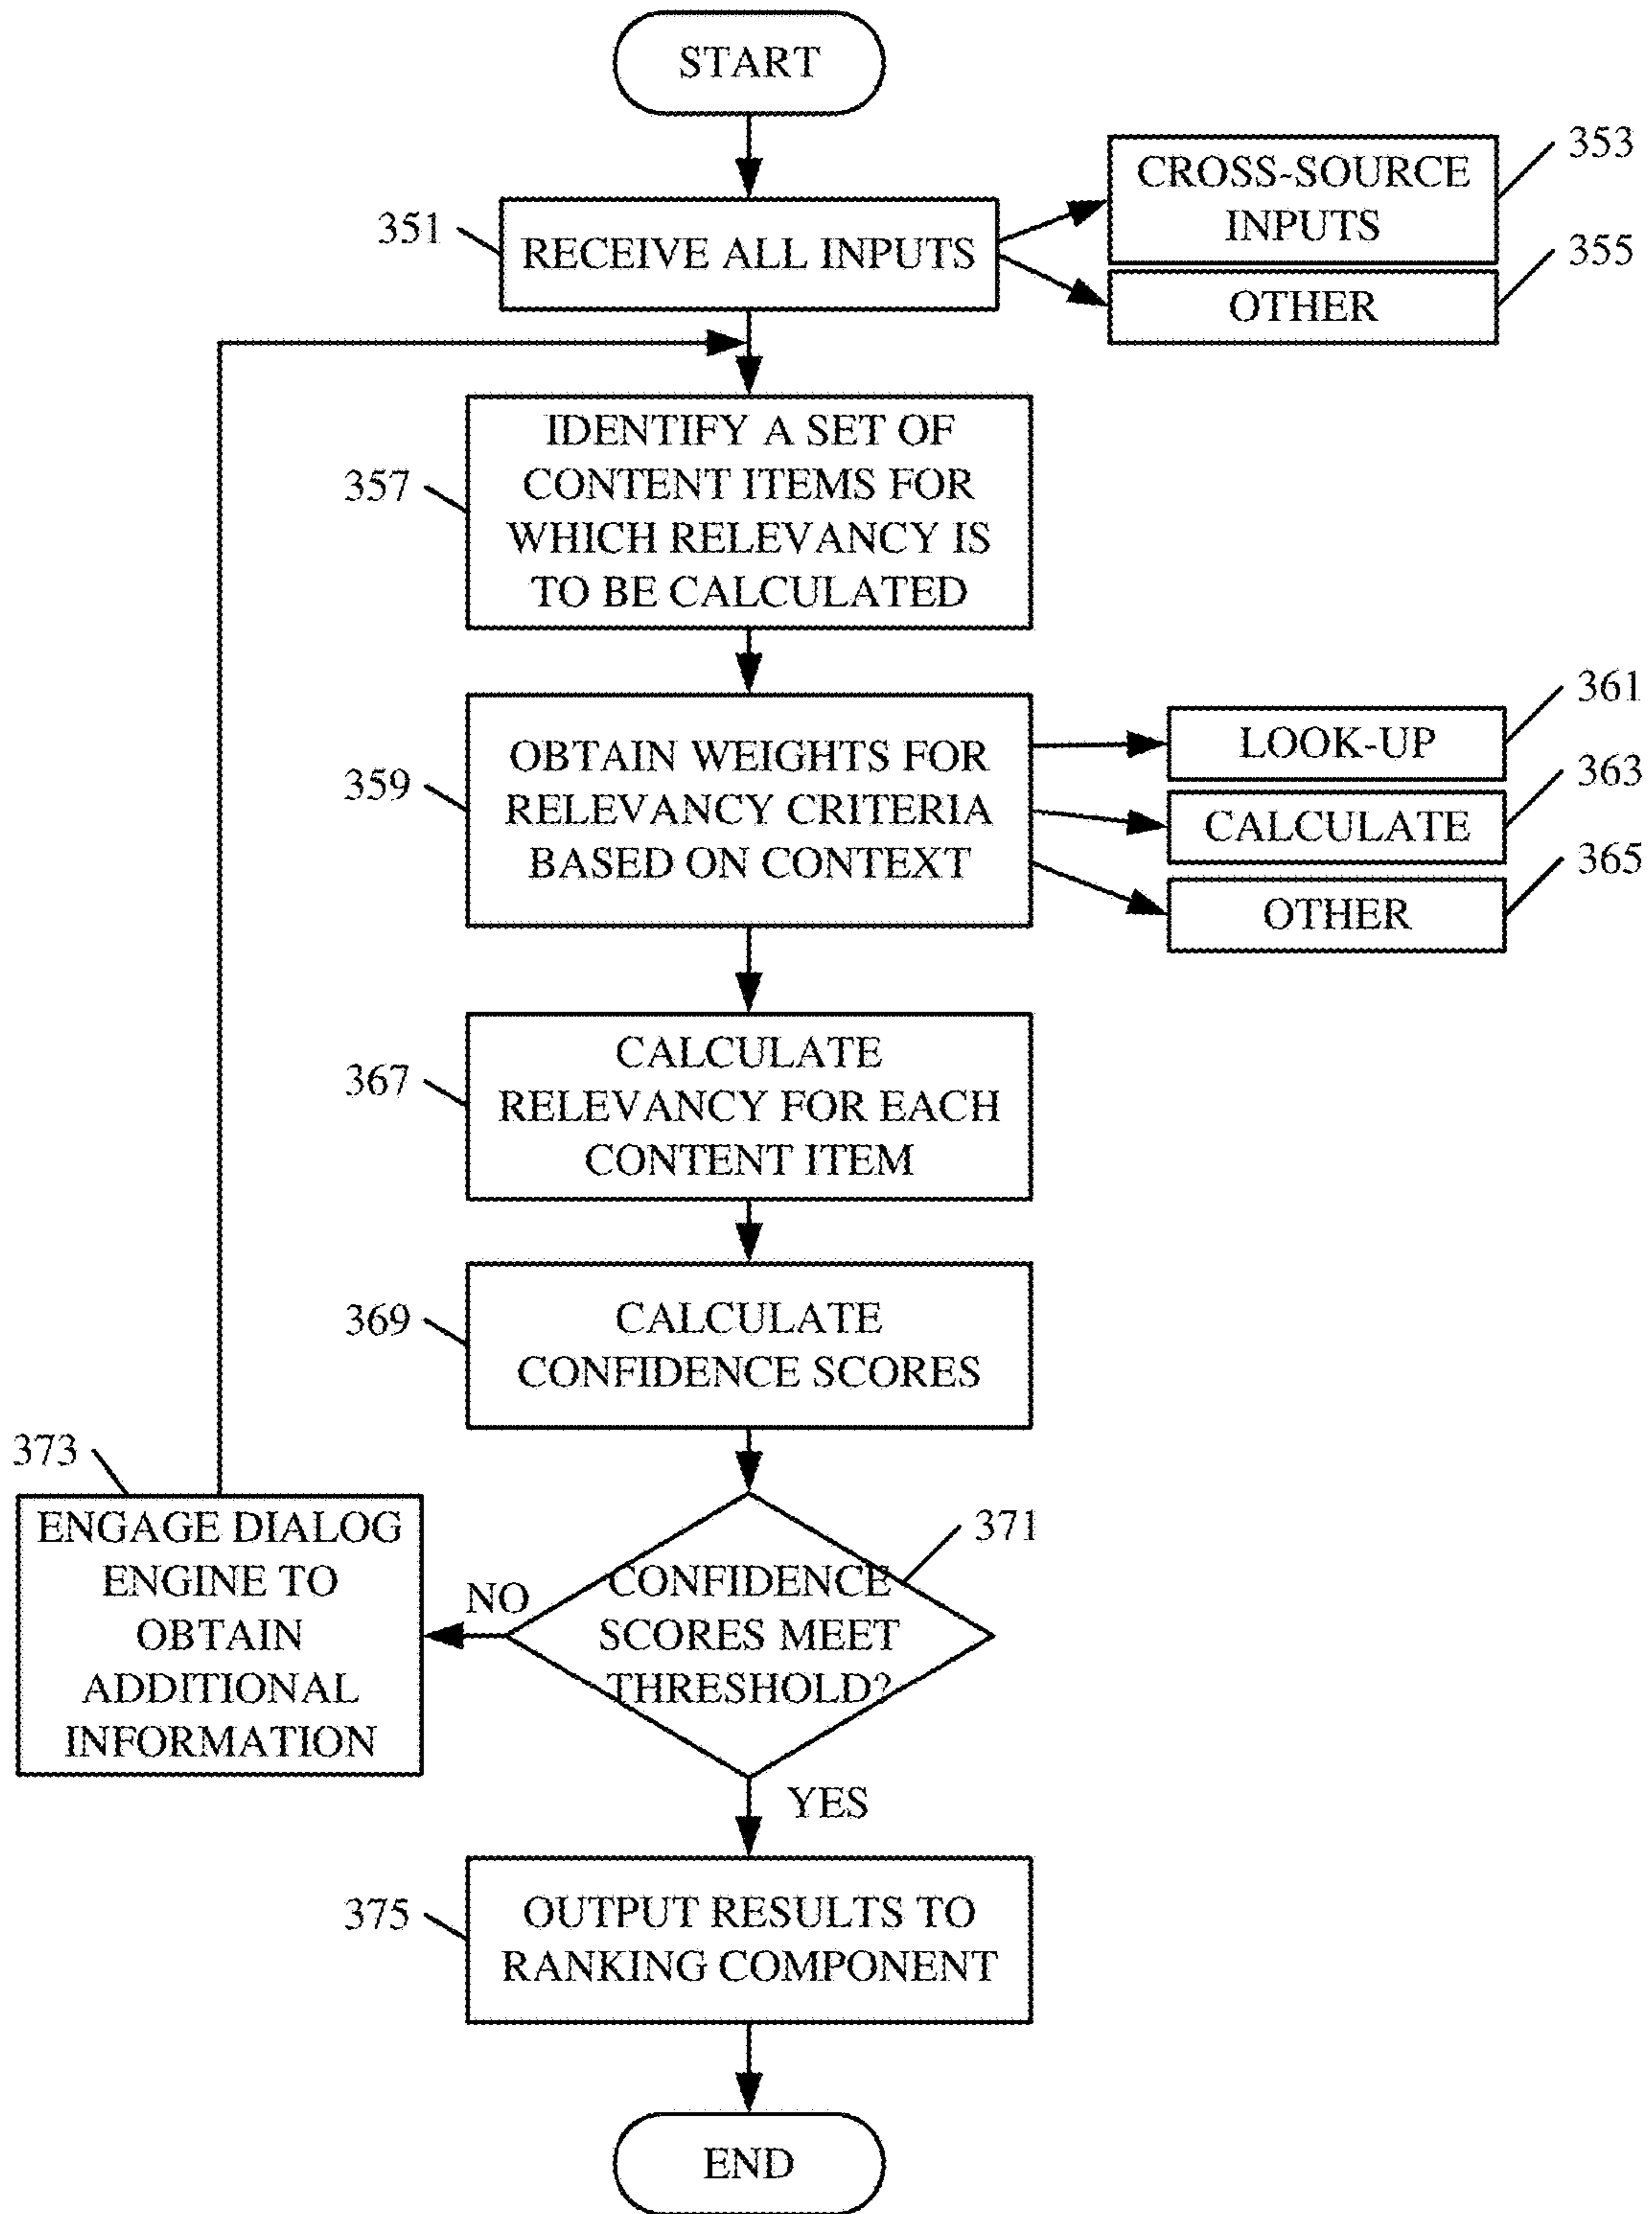 START
353
CROSS-SOURCE
INPUTS
351
RECEIVE ALL INPUTS
355
OTHER
IDENTIFY A SET OF
CONTENT ITEMS FOR
WHICH RELEVANCY IS
TO BE CALCULATED
357
361
LOOK-UP
OBTAIN WEIGHTS FOR
RELEVANCY CRITERIA
BASED ON CONTEXT
359
363
CALCULATE
365
OTHER
CALCULATE
RELEVANCY FOR EACH
CONTENT ITEM
367
369
CALCULATE
CONFIDENCE SCORES
373
ENGAGE DIALOG
ENGINE TO
OBTAIN
ADDITIONAL
INFORMATION
NO
371
CONFIDENCE
SCORES MEET
THRESHOLD?
YES
375
OUTPUT RESULTS TO
RANKING COMPONENT
END